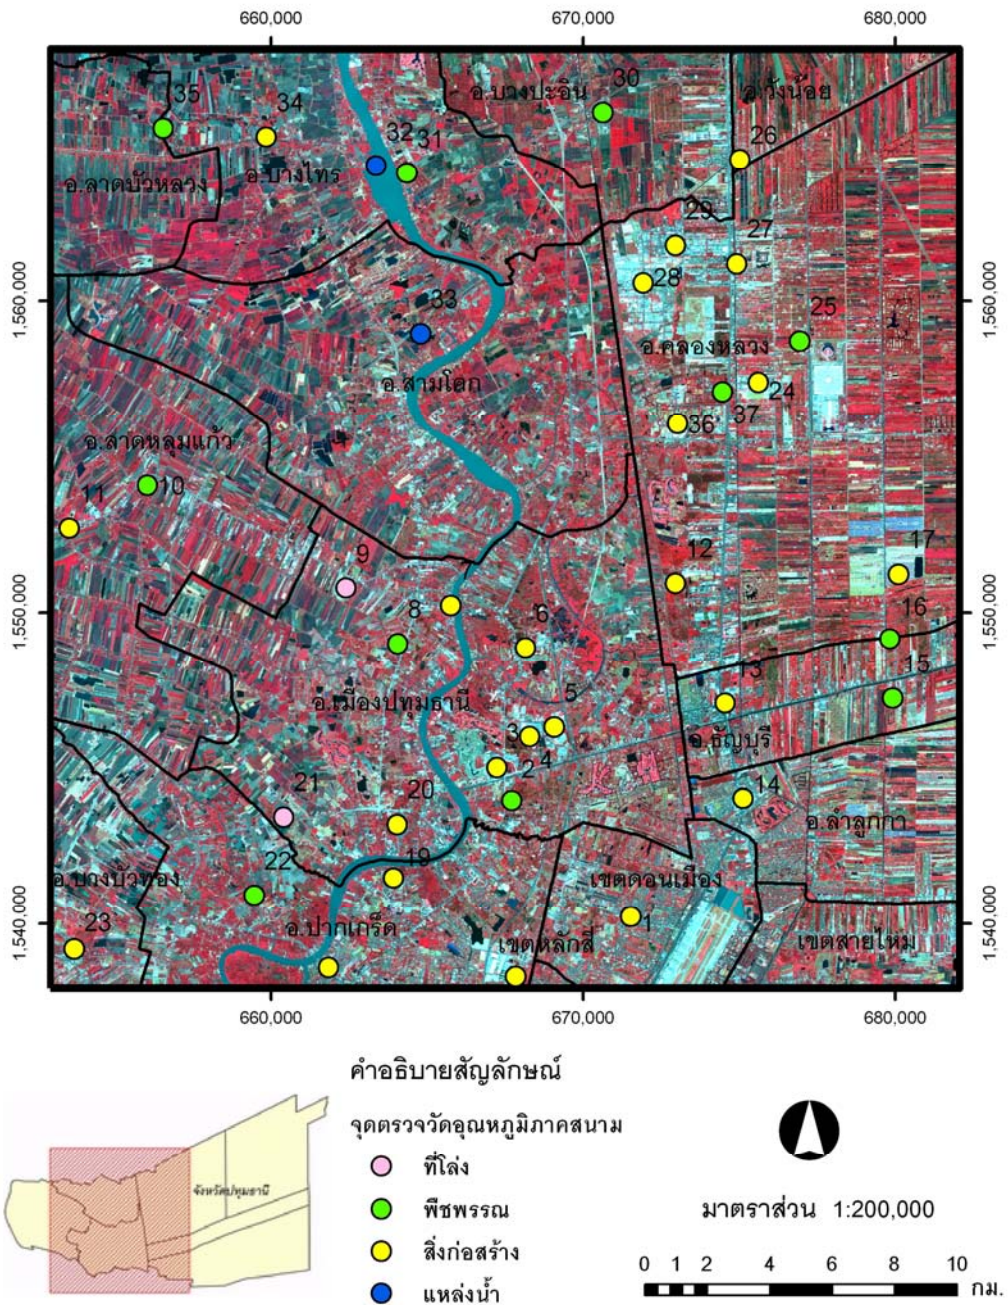 660,000
670,000
680,000
30
อ.บางปะอิน
อ.วังน้อย
35
34
32
31
26
อ.ลาดบัวหลวง
อ.บางไทร
29
27
28
1,560,000
1,560,000
33
25
อ.คลองหลวง
อ.สามโคก
24
37
36
อ.ลาดหลุมแก้ว
11
10
12
17
9
8
6
16
1,550,000
1,550,000
15
13
5
อ.เมืองปทุมธานี
3
4
อ.ธัญบุรี
2
21
20
14
อ.ลำลูกกา
22
19
อ.บางบัวทอง
เขตดอนเมือง
23
1
อ.ปากเกร็ด
เขตหลักสี่
เขตสายไหม
1,540,000
1,540,000
660,000
670,000
680,000
คำอธิบายสัญลักษณ์
จุดตรวจวัดอุณหภูมิภาคสนาม
ที่โล่ง
พืชพรรณ
สิ่งก่อสร้าง
แหล่งน้ำ
จังหวัดปทุมธานี
มาตราส่วน 1:200,000
0 1 2 4 6 8 10
กม.